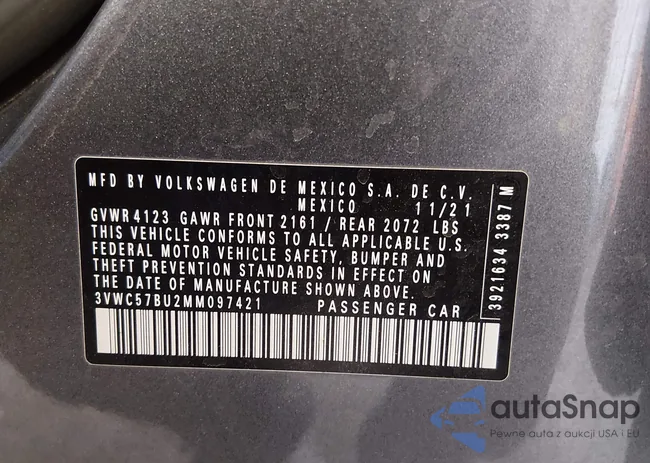 MFD BY VOLKSWAGEN DE MEXICO S.A. DE C.V.
MEXICO 11/21
GVWR 4123 GAWR FRONT 2161 / REAR 2072 LBS
THIS VEHICLE CONFORMS TO ALL APPLICABLE U.S.
FEDERAL MOTOR VEHICLE SAFETY, BUMPER AND
THEFT PREVENTION STANDARDS IN EFFECT ON
THE DATE OF MANUFACTURE SHOWN ABOVE.
3VWC57BU2MM097421 PASSENGER CAR
3921634 3387 M
autaSnap
Pewne auta z aukcji USA i EU